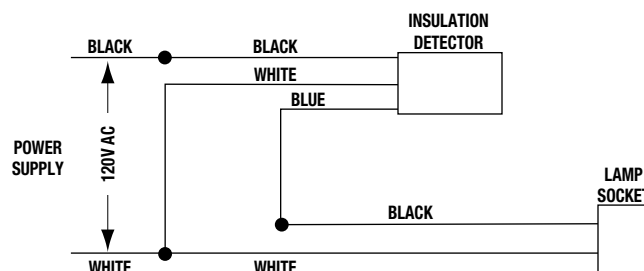 INSULATION
DETECTOR
BLACK
BLACK
WHITE
BLUE
POWER
SUPPLY
120V AC
LAMP
SOCKET
BLACK
WHITE
WHITE